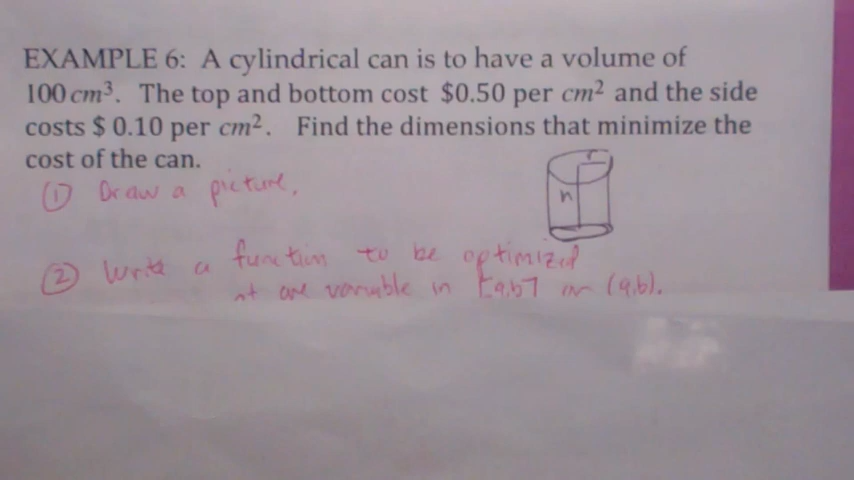 EXAMPLE 6: A cylindrical can is to have a volume of
100 cm³. The top and bottom cost $0.50 per cm² and the side
costs $ 0.10 per cm². Find the dimensions that minimize the
cost of the can.
① Draw a picture.
r
h
② Write a function to be optimized
of one variable in [a,b] or (a,b).